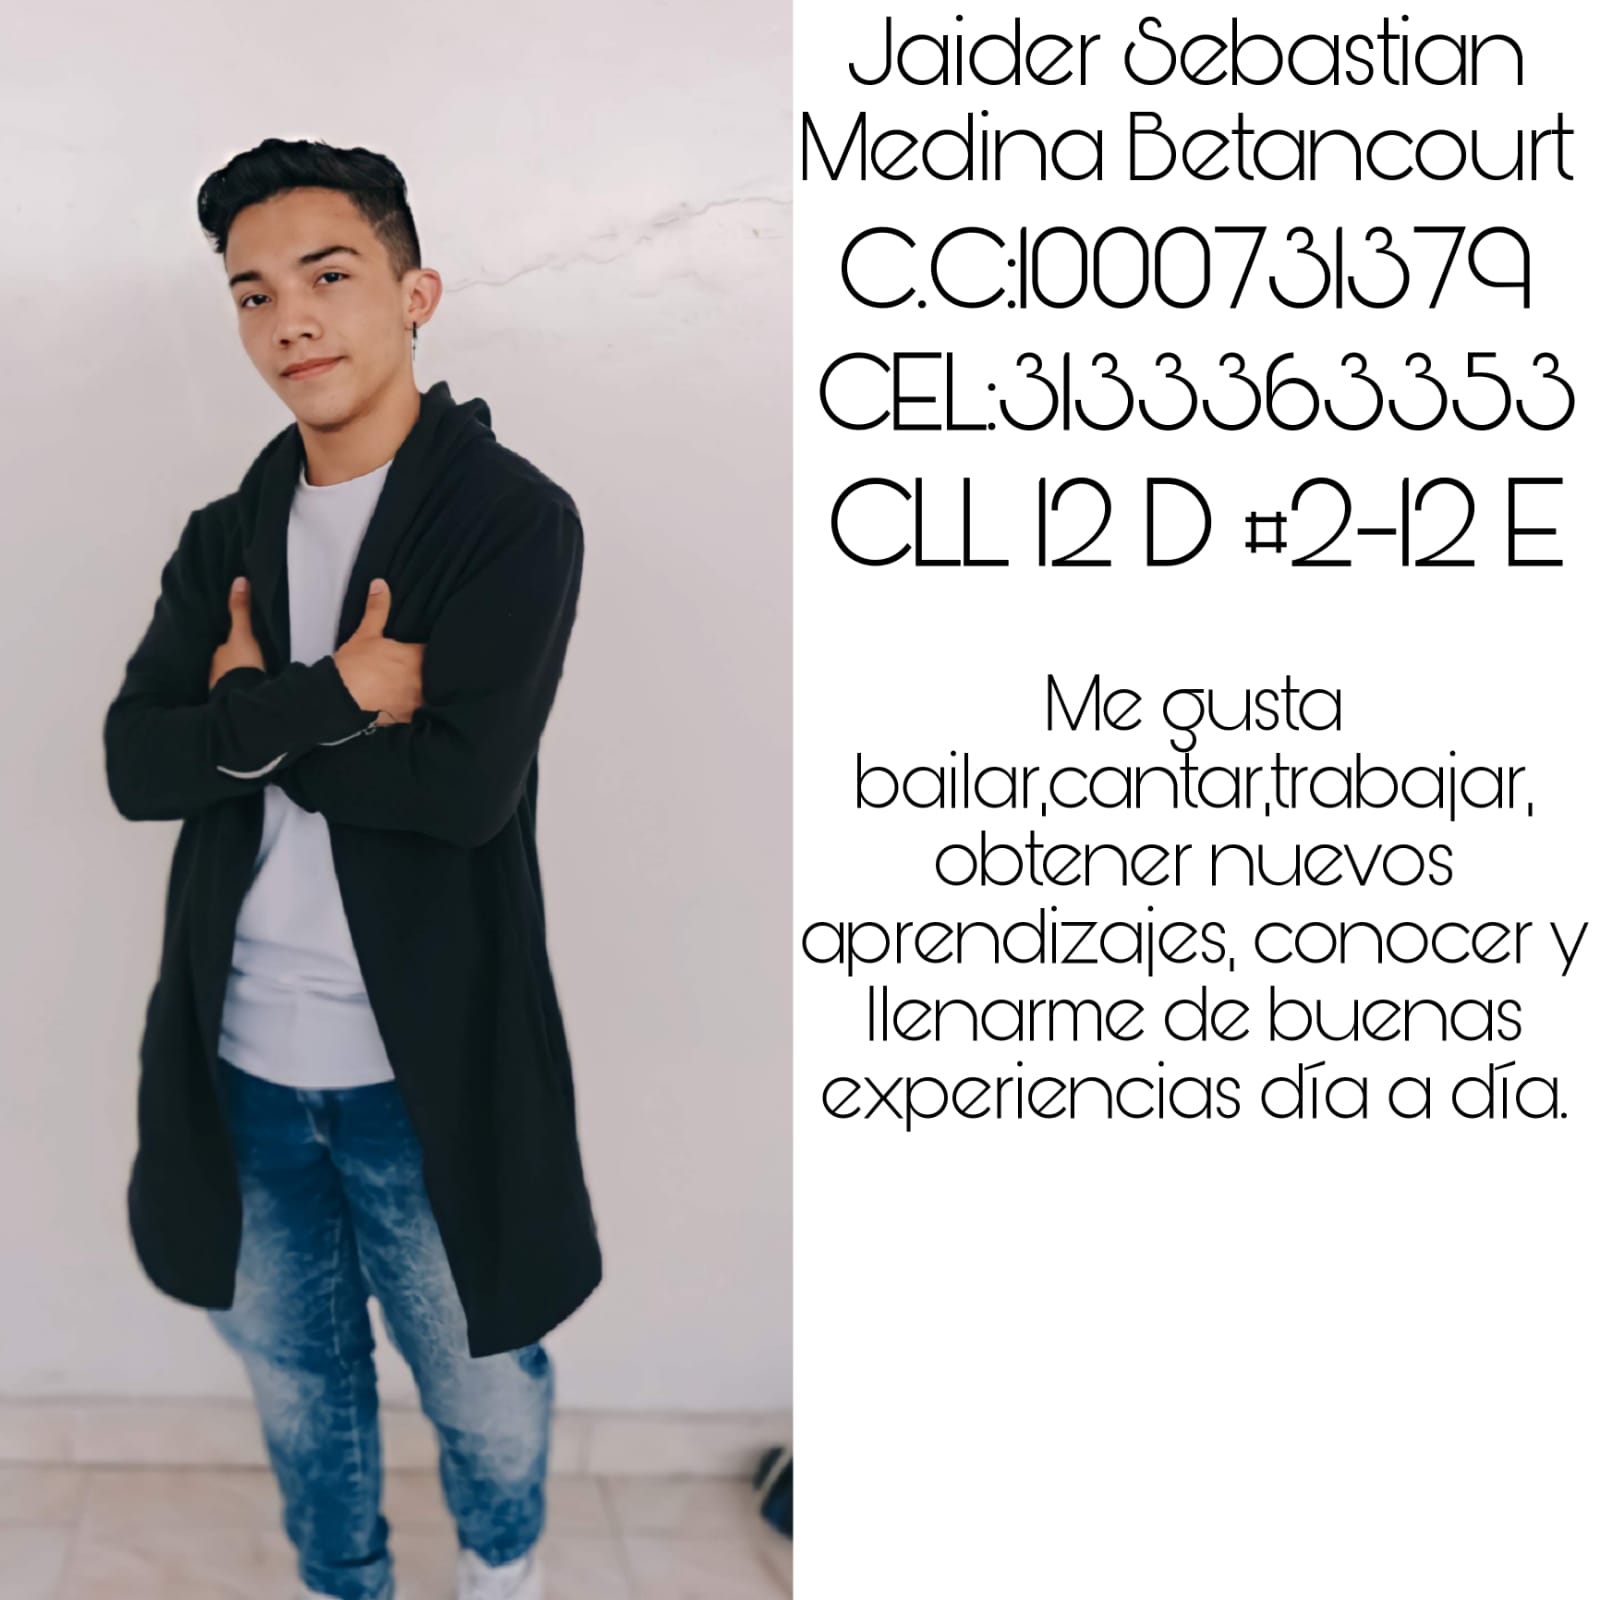 Jaider Sebastian
Medina Betancourt
C.C:1000731379
CEL:3133363353
CLL 12 D #2-12 E
Me gusta
bailar,cantar,trabajar,
obtener nuevos
aprendizajes, conocer y
llenarme de buenas
experiencias día a día.